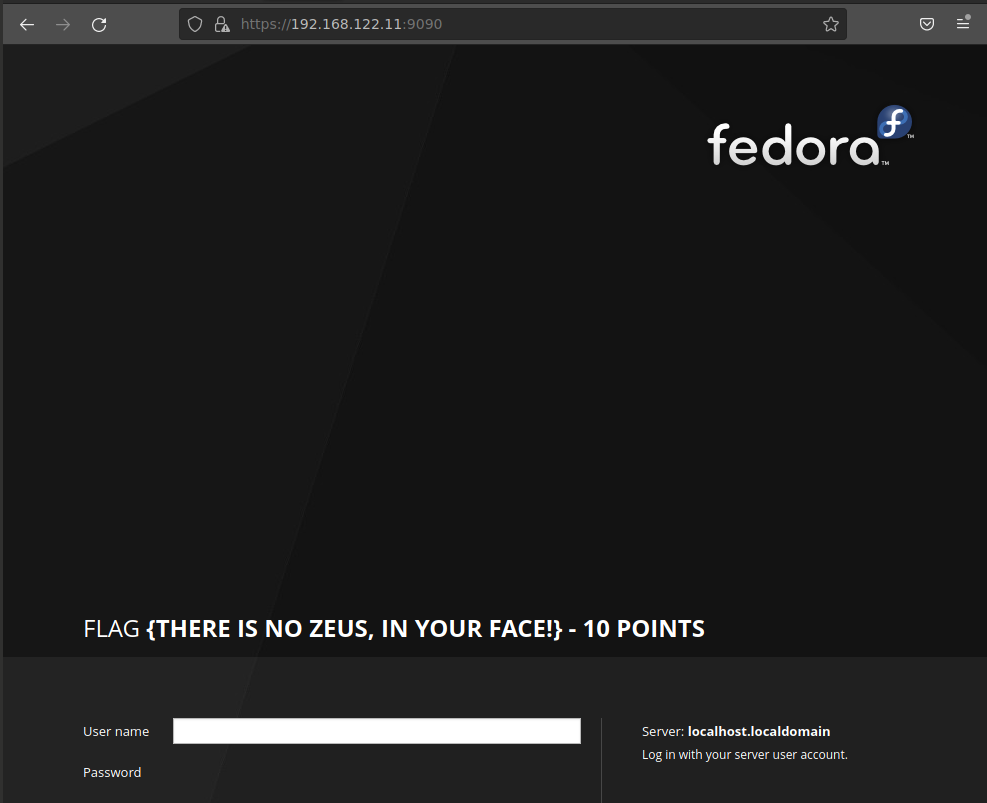 https://192.168.122.11:9090
fedora™
FLAG {THERE IS NO ZEUS, IN YOUR FACE!} - 10 POINTS
User name
Server: localhost.localdomain
Log in with your server user account.
Password